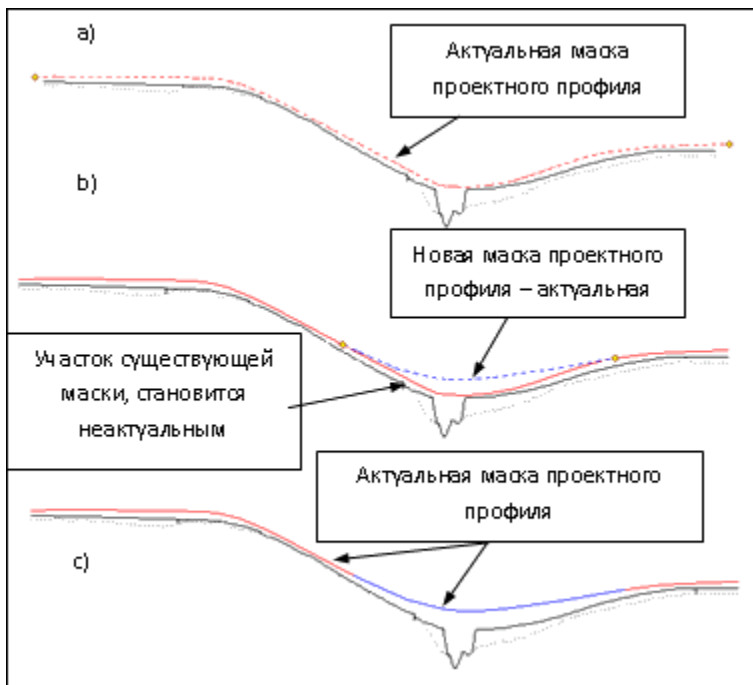 a)
Актуальная маска
проектного профиля
b)
Новая маска проектного
профиля – актуальная
Участок существующей
маски, становится
неактуальным
Актуальная маска проектного
профиля
c)